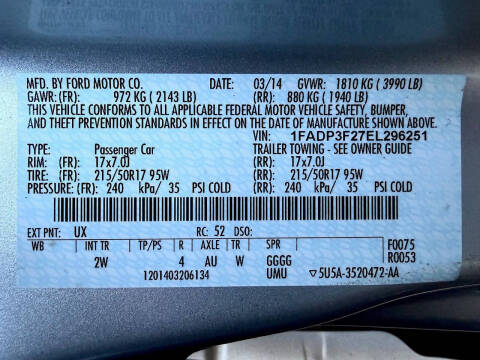 MFD. BY FORD MOTOR CO. DATE: 03/14 GVWR: 1810 KG ( 3990 LB)
GAWR: (FR): 972 KG ( 2143 LB) (RR): 880 KG ( 1940 LB)
THIS VEHICLE CONFORMS TO ALL APPLICABLE FEDERAL MOTOR VEHICLE SAFETY, BUMPER,
AND THEFT PREVENTION STANDARDS IN EFFECT ON THE DATE OF MANUFACTURE SHOWN ABOVE.
VIN: 1FADP3F27EL296251
TYPE: Passenger Car TRAILER TOWING - SEE OWNER GUIDE
RIM: (FR): 17x7.0J (RR): 17x7.0J
TIRE: (FR): 215/50R17 95W (RR): 215/50R17 95W
PRESSURE: (FR): 240 kPa/ 35 PSI COLD (RR): 240 kPa/ 35 PSI COLD
EXT PNT: UX RC: 52 DSO:
WB INT TR TP/PS R AXLE TR SPR F0075
2W 4 AU W GGGG R0053
1201403206134 UMU ▽5U5A-3520472-AA